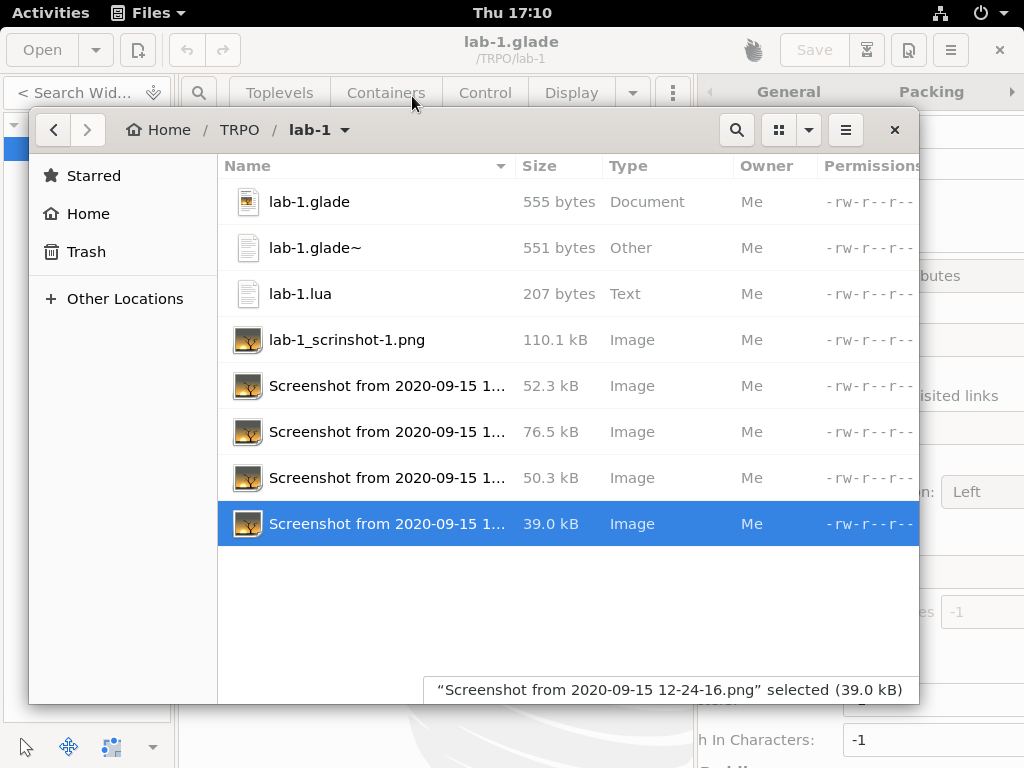 Activities Files Thu 17:10
Open lab-1.glade Save
/TRPO/lab-1
< Search Wid... Toplevels Containers Control Display General Packing
Home / TRPO / lab-1
Name Size Type Owner Permissions
Starred
Home
Trash
+ Other Locations
lab-1.glade 555 bytes Document Me -rw-r--r--
lab-1.glade~ 551 bytes Other Me -rw-r--r--
lab-1.lua 207 bytes Text Me -rw-r--r--
lab-1_scrinshot-1.png 110.1 kB Image Me -rw-r--r--
Screenshot from 2020-09-15 1... 52.3 kB Image Me -rw-r--r--
Screenshot from 2020-09-15 1... 76.5 kB Image Me -rw-r--r--
Screenshot from 2020-09-15 1... 50.3 kB Image Me -rw-r--r--
Screenshot from 2020-09-15 1... 39.0 kB Image Me -rw-r--r--
“Screenshot from 2020-09-15 12-24-16.png” selected (39.0 kB)
butes
isited links
n: Left
es -1
h In Characters: -1